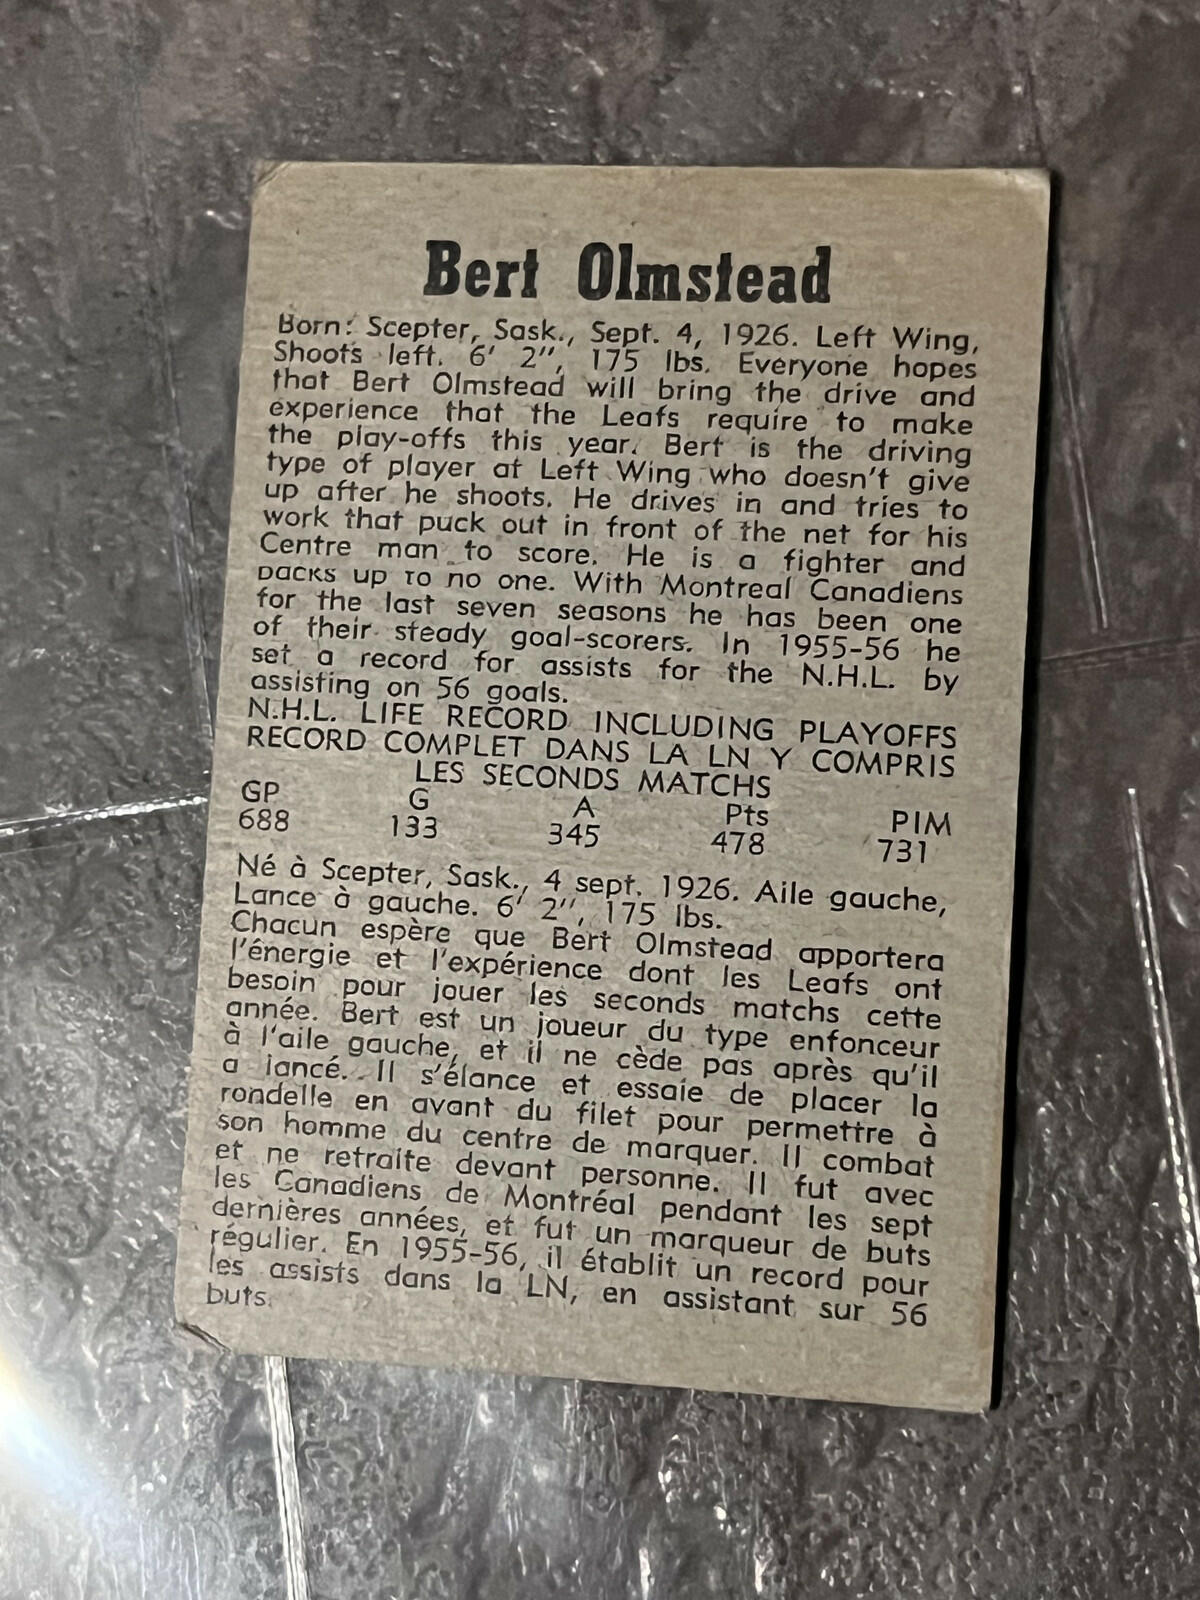 Bert Olmstead
Born: Scepter, Sask., Sept. 4, 1926. Left Wing,
Shoots left. 6' 2", 175 lbs. Everyone hopes
that Bert Olmstead will bring the drive and
experience that the Leafs require to make
the play-offs this year. Bert is the driving
type of player at Left Wing who doesn't give
up after he shoots. He drives in and tries to
work that puck out in front of the net for his
Centre man to score. He is a fighter and
backs up to no one. With Montreal Canadiens
for the last seven seasons he has been one
of their steady goal-scorers. In 1955-56 he
set a record for assists for the N.H.L. by
assisting on 56 goals.
N.H.L. LIFE RECORD INCLUDING PLAYOFFS
RECORD COMPLET DANS LA LN Y COMPRIS
LES SECONDS MATCHS
GP G A Pts PIM
688 133 345 478 731
Né à Scepter, Sask., 4 sept. 1926. Aile gauche,
Lance à gauche. 6' 2", 175 lbs.
Chacun espère que Bert Olmstead apportera
l'énergie et l'expérience dont les Leafs ont
besoin pour jouer les seconds matchs cette
année. Bert est un joueur du type enfonceur
à l'aile gauche, et il ne cède pas après qu'il
a lancé. Il s'élance et essaie de placer la
rondelle en avant du filet pour permettre à
son homme du centre de marquer. Il combat
et ne retraite devant personne. Il fut avec
les Canadiens de Montréal pendant les sept
dernières années, et fut un marqueur de buts
régulier. En 1955-56, il établit un record pour
les assists dans la LN, en assistant sur 56
buts.